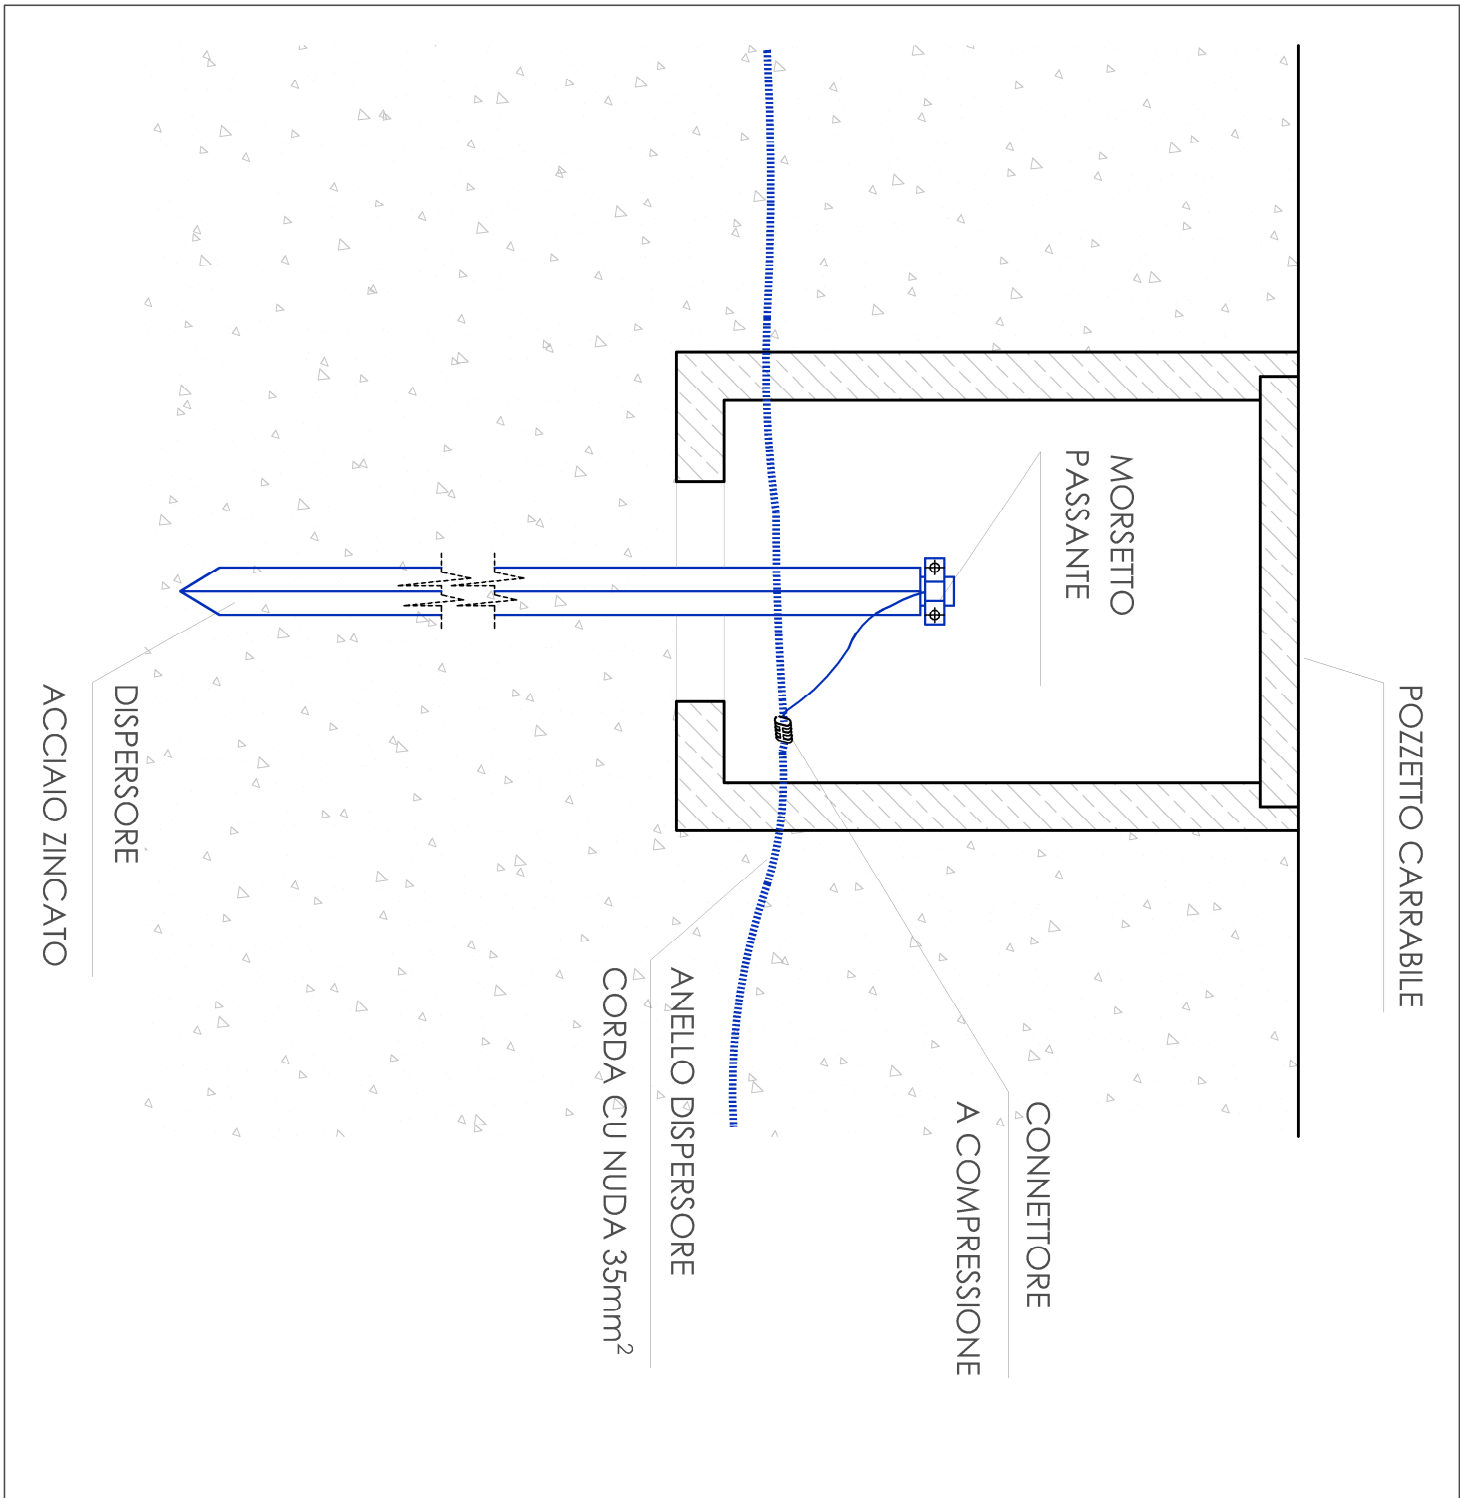 POZZETTO CARRABILE
MORSETTO
PASSANTE
CONNETTORE
A COMPRESSIONE
ANELLO DISPERSORE
CORDA CU NUDA 35mm²
DISPERSORE
ACCIAIO ZINCATO